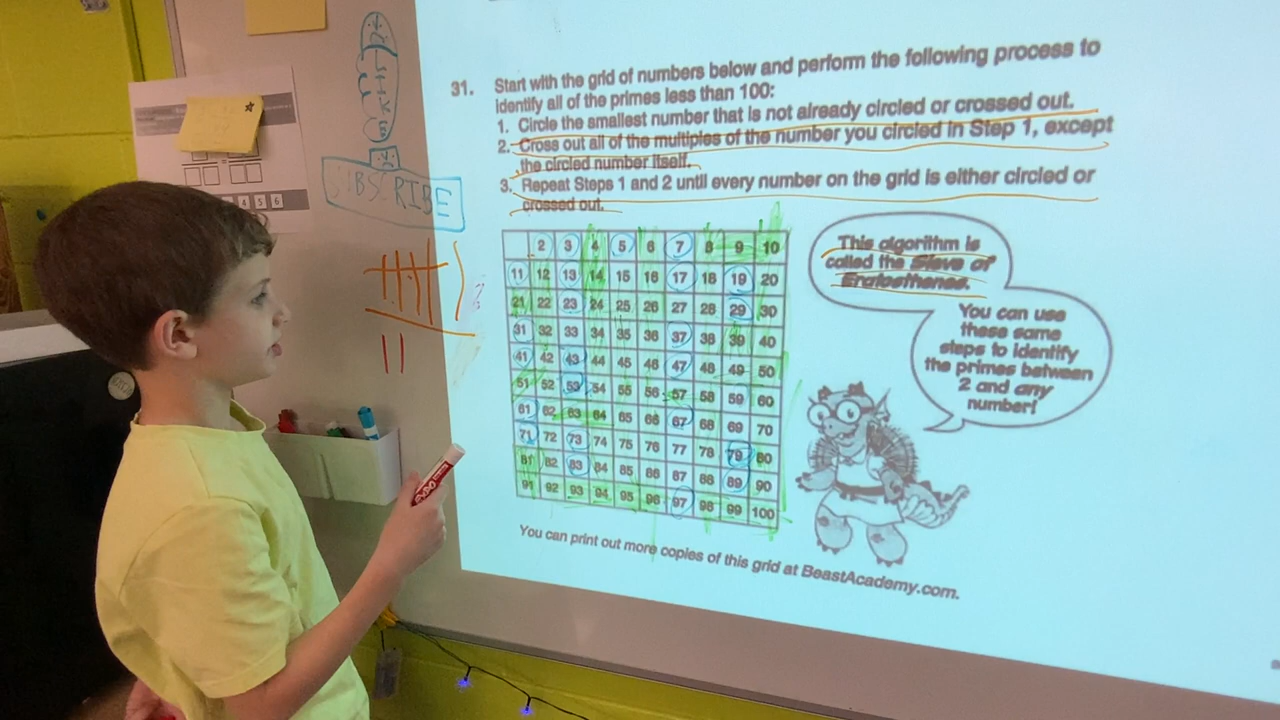 31. Start with the grid of numbers below and perform the following process to
identify all of the primes less than 100:
1. Circle the smallest number that is not already circled or crossed out.
2. Cross out all of the multiples of the number you circled in Step 1, except
the circled number itself.
3. Repeat Steps 1 and 2 until every number on the grid is either circled or
crossed out.
2 3 4 5 6 7 8 9 10
11 12 13 14 15 16 17 18 19 20
21 22 23 24 25 26 27 28 29 30
31 32 33 34 35 36 37 38 39 40
41 42 43 44 45 46 47 48 49 50
51 52 53 54 55 56 57 58 59 60
61 62 63 64 65 66 67 68 69 70
71 72 73 74 75 76 77 78 79 80
81 82 83 84 85 86 87 88 89 90
91 92 93 94 95 96 97 98 99 100
This algorithm is
called the Sieve of
Eratosthenes.
You can use
these same
steps to identify
the primes between
2 and any
number!
You can print out more copies of this grid at BeastAcademy.com.
4 5 6